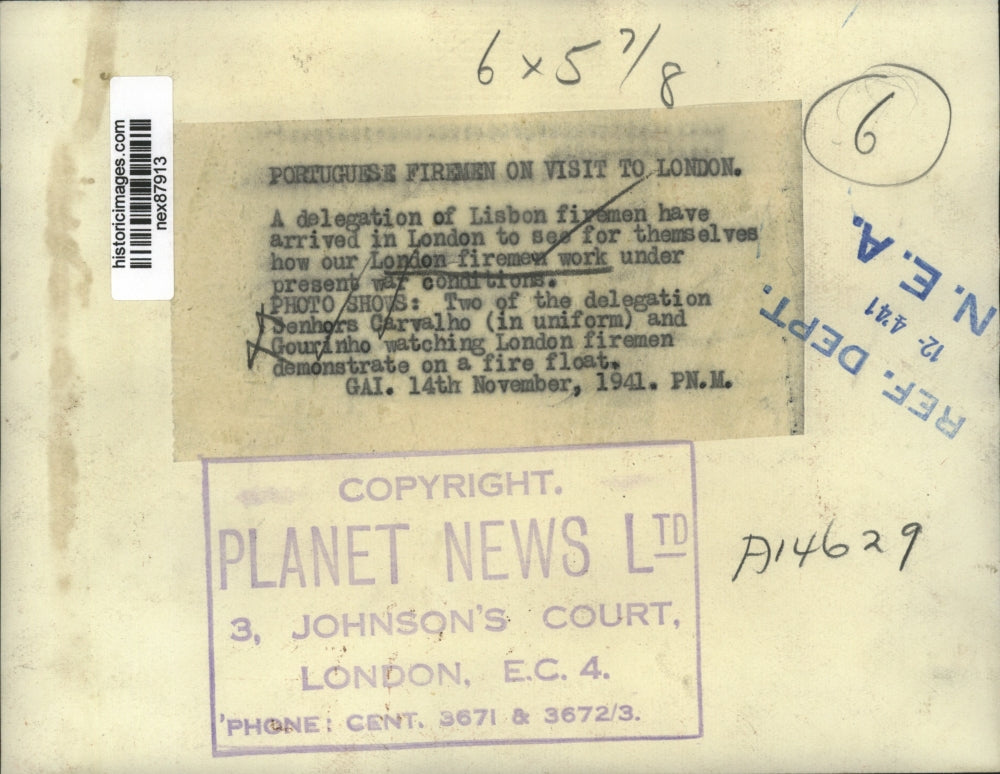 6 x 5 7/8
6
historicimages.com
nex87913
PORTUGUESE FIREMEN ON VISIT TO LONDON.
A delegation of Lisbon firemen have
arrived in London to see for themselves
how our London firemen work under
present war conditions.
PHOTO SHOWS: Two of the delegation
Senhors Carvalho (in uniform) and
Gourinho watching London firemen
demonstrate on a fire float.
GAI. 14th November, 1941. PN.M.
N. E. A.
12-4-41
REF. DEPT.
COPYRIGHT.
PLANET NEWS LTD
3, JOHNSON'S COURT,
LONDON, E.C. 4.
'PHONE: CENT. 3671 & 3672/3.
A14629